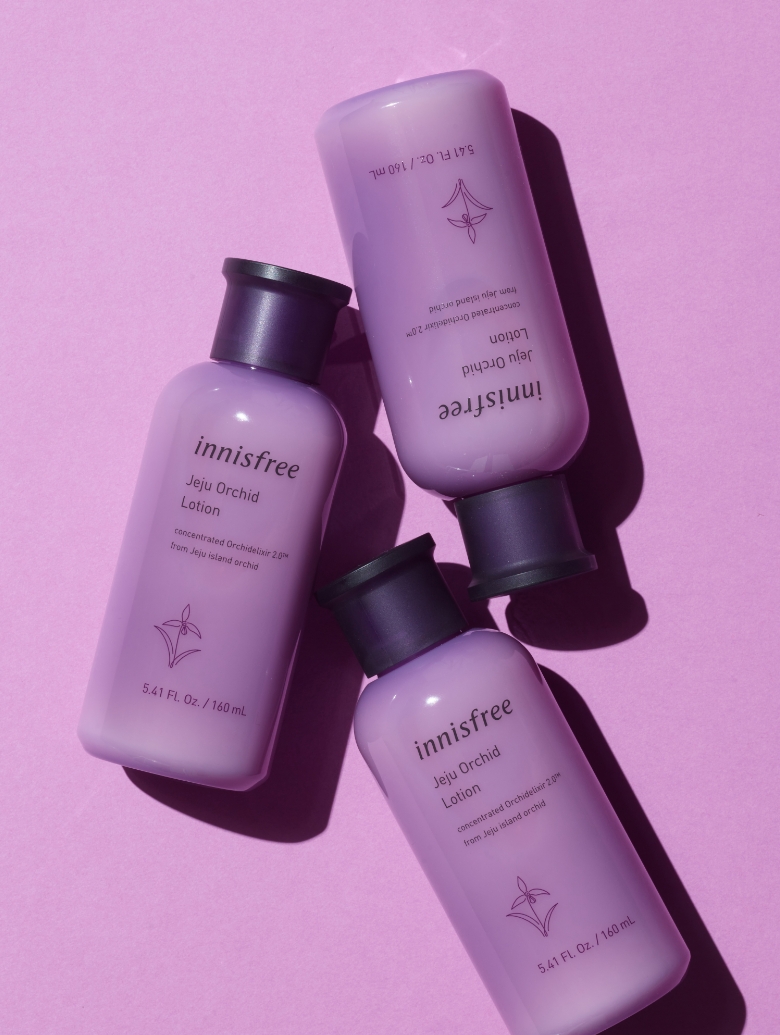 innisfree
Jeju Orchid
Lotion
concentrated Orchidelixir 2.0™
from Jeju island orchid
5.41 FL. Oz. / 160 mL
innisfree
Jeju Orchid
Lotion
concentrated Orchidelixir 2.0™
from Jeju island orchid
5.41 FL. Oz. / 160 mL
innisfree
Jeju Orchid
Lotion
concentrated Orchidelixir 2.0™
from Jeju island orchid
5.41 FL. Oz. / 160 mL